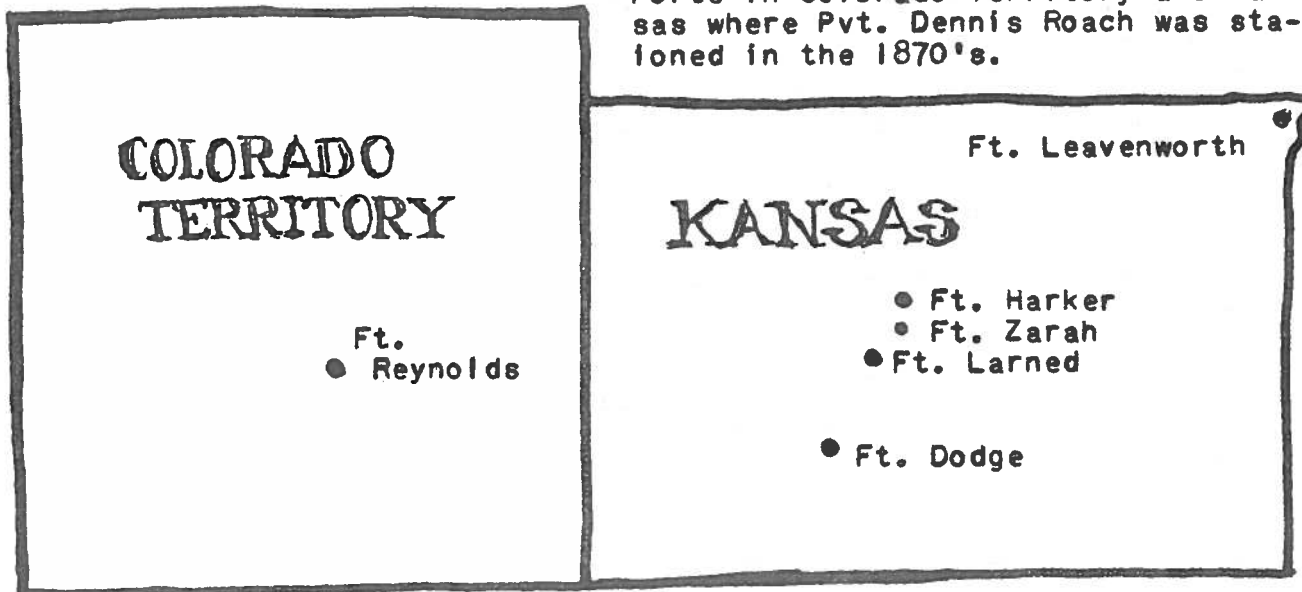 sas where Pvt. Dennis Roach was sta-
ioned in the 1870's.
COLORADO
TERRITORY
Ft.
Reynolds
Ft. Leavenworth
KANSAS
Ft. Harker
Ft. Zarah
Ft. Larned
Ft. Dodge